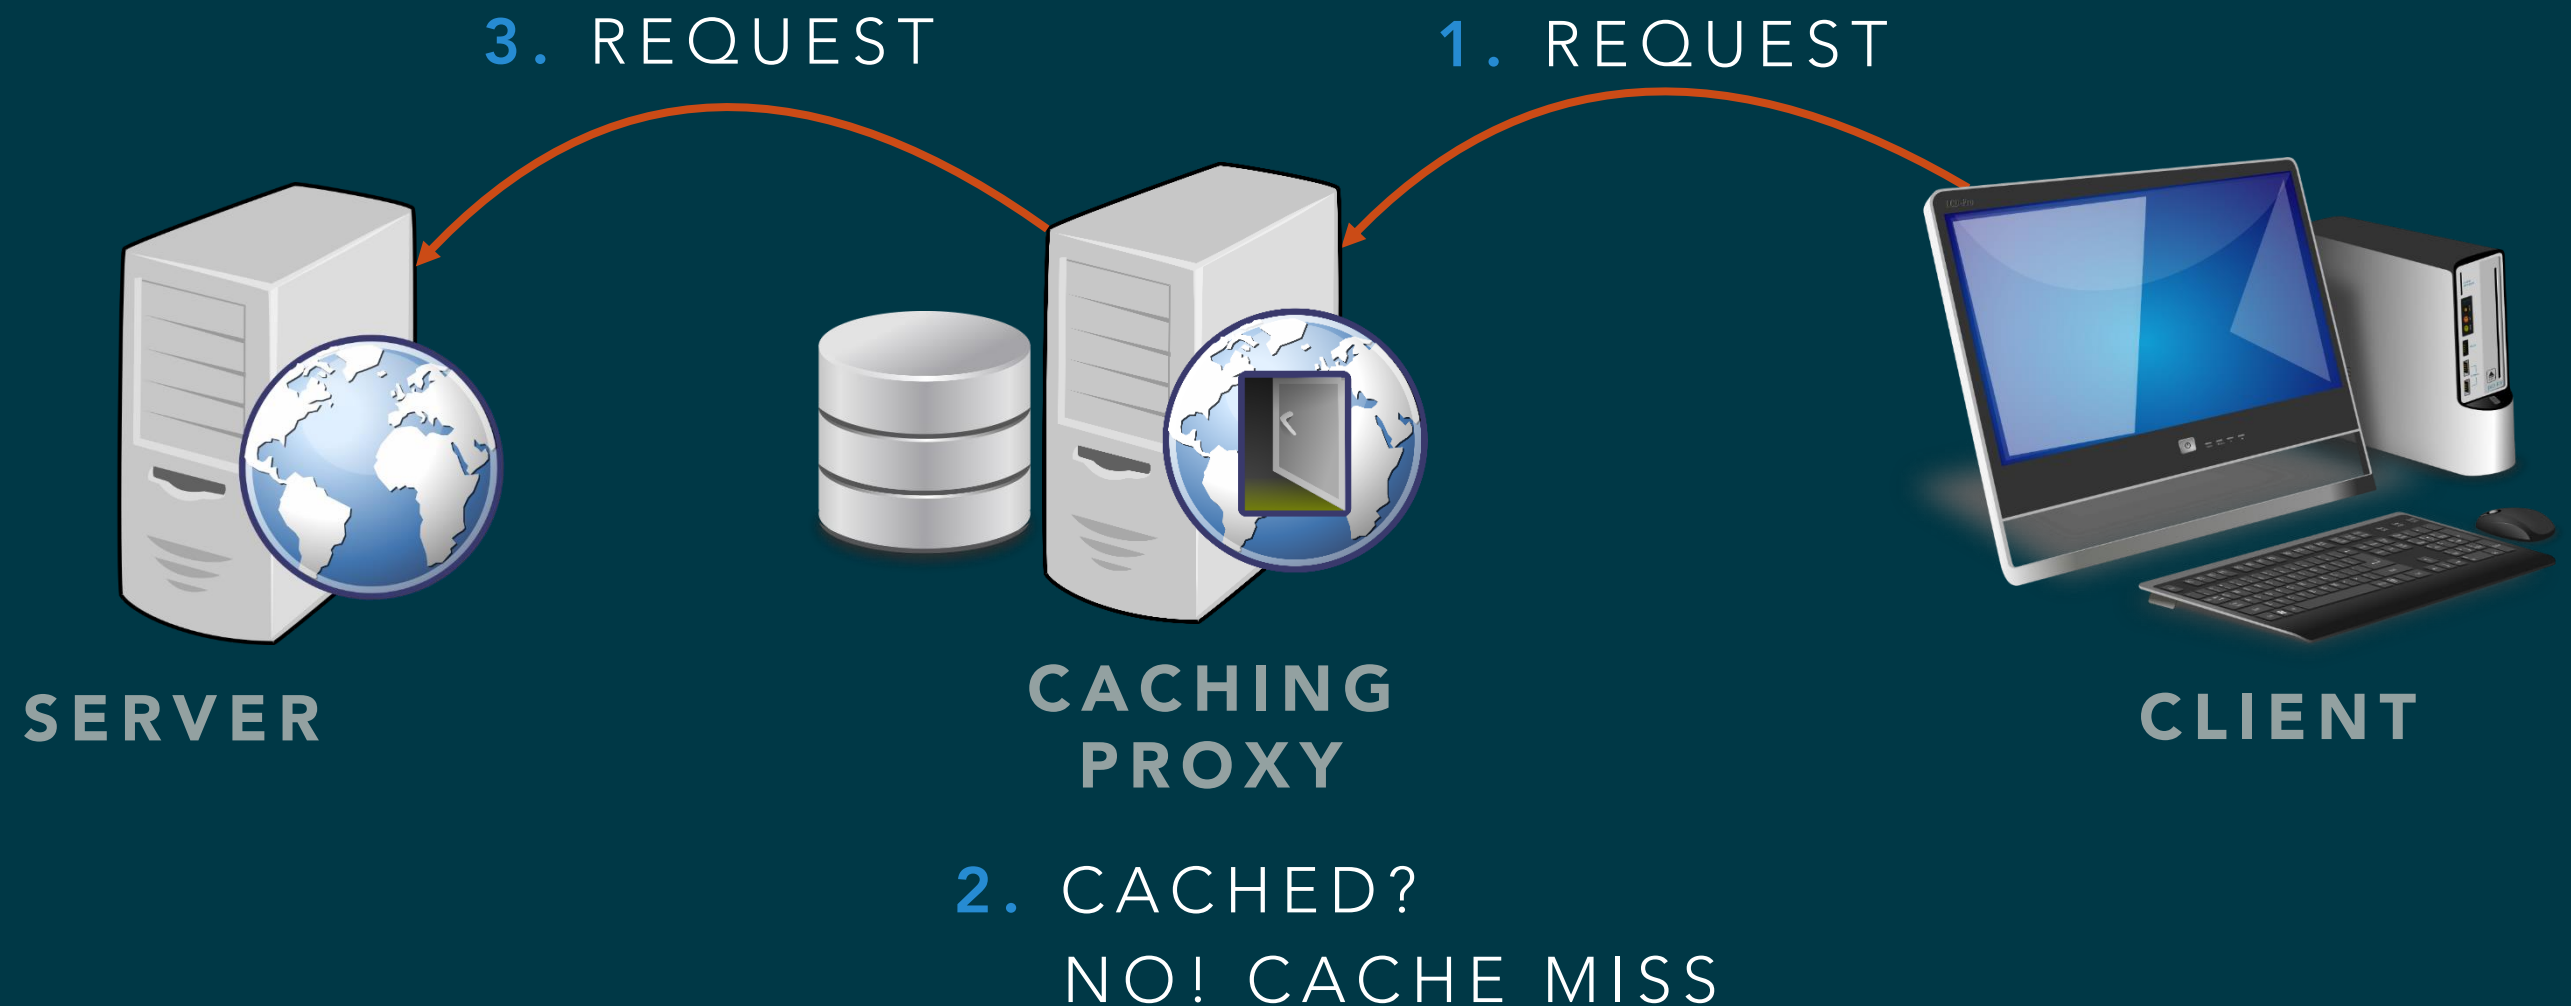 3. REQUEST
1. REQUEST
SERVER
CACHING
PROXY
CLIENT
2. CACHED?
NO! CACHE MISS